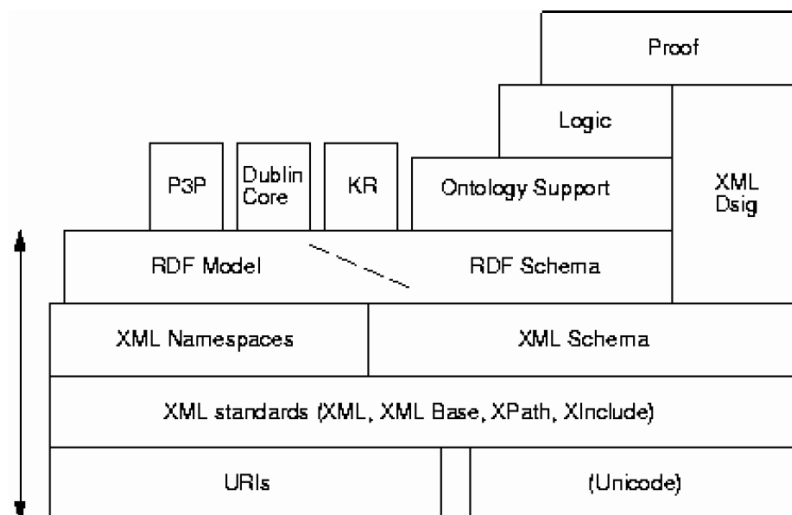 Proof
Logic
P3P
Dublin
Core
KR
Ontology Support
XML
Dsig
RDF Model
RDF Schema
XML Namespaces
XML Schema
XML standards (XML, XML Base, XPath, XInclude)
URIs
(Unicode)